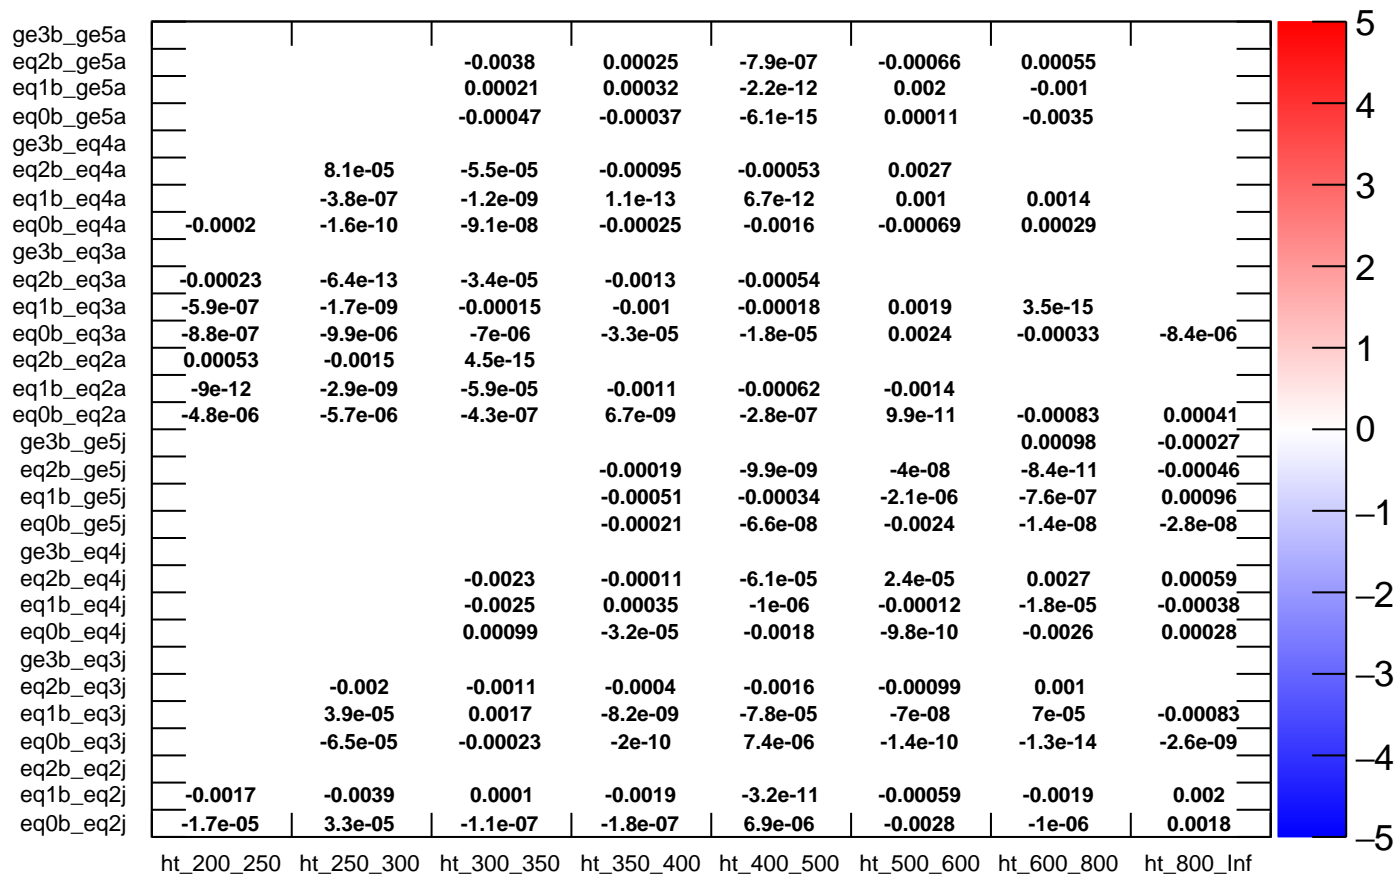 ge3b_ge5a
eq2b_ge5a -0.0038 0.00025 -7.9e-07 -0.00066 0.00055
eq1b_ge5a 0.00021 0.00032 -2.2e-12 0.002 -0.001
eq0b_ge5a -0.00047 -0.00037 -6.1e-15 0.00011 -0.0035
ge3b_eq4a
eq2b_eq4a 8.1e-05 -5.5e-05 -0.00095 -0.00053 0.0027
eq1b_eq4a -3.8e-07 -1.2e-09 1.1e-13 6.7e-12 0.001 0.0014
eq0b_eq4a -0.0002 -1.6e-10 -9.1e-08 -0.00025 -0.0016 -0.00069 0.00029
ge3b_eq3a
eq2b_eq3a -0.00023 -6.4e-13 -3.4e-05 -0.0013 -0.00054
eq1b_eq3a -5.9e-07 -1.7e-09 -0.00015 -0.001 -0.00018 0.0019 3.5e-15
eq0b_eq3a -8.8e-07 -9.9e-06 -7e-06 -3.3e-05 -1.8e-05 0.0024 -0.00033 -8.4e-06
eq2b_eq2a 0.00053 -0.0015 4.5e-15
eq1b_eq2a -9e-12 -2.9e-09 -5.9e-05 -0.0011 -0.00062 -0.0014
eq0b_eq2a -4.8e-06 -5.7e-06 -4.3e-07 6.7e-09 -2.8e-07 9.9e-11 -0.00083 0.00041
ge3b_ge5j 0.00098 -0.00027
eq2b_ge5j -0.00019 -9.9e-09 -4e-08 -8.4e-11 -0.00046
eq1b_ge5j -0.00051 -0.00034 -2.1e-06 -7.6e-07 0.00096
eq0b_ge5j -0.00021 -6.6e-08 -0.0024 -1.4e-08 -2.8e-08
ge3b_eq4j
eq2b_eq4j -0.0023 -0.00011 -6.1e-05 2.4e-05 0.0027 0.00059
eq1b_eq4j -0.0025 0.00035 -1e-06 -0.00012 -1.8e-05 -0.00038
eq0b_eq4j 0.00099 -3.2e-05 -0.0018 -9.8e-10 -0.0026 0.00028
ge3b_eq3j
eq2b_eq3j -0.002 -0.0011 -0.0004 -0.0016 -0.00099 0.001
eq1b_eq3j 3.9e-05 0.0017 -8.2e-09 -7.8e-05 -7e-08 7e-05 -0.00083
eq0b_eq3j -6.5e-05 -0.00023 -2e-10 7.4e-06 -1.4e-10 -1.3e-14 -2.6e-09
eq2b_eq2j
eq1b_eq2j -0.0017 -0.0039 0.0001 -0.0019 -3.2e-11 -0.00059 -0.0019 0.002
eq0b_eq2j -1.7e-05 3.3e-05 -1.1e-07 -1.8e-07 6.9e-06 -0.0028 -1e-06 0.0018
ht_200_250 ht_250_300 ht_300_350 ht_350_400 ht_400_500 ht_500_600 ht_600_800 ht_800_Inf
5
4
3
2
1
0
−1
−2
−3
−4
−5